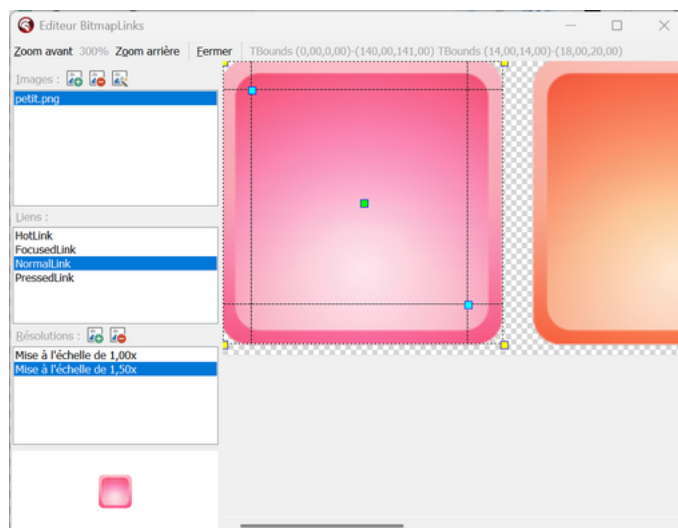 Editeur BitmapLinks
Zoom avant 300% Zoom arrière Fermer TBounds (0,00,0,00)-(140,00,141,00) TBounds (14,00,14,00)-(18,00,20,00)
Images :
petit.png
Liens :
HotLink
FocusedLink
NormalLink
PressedLink
Résolutions :
Mise à l'échelle de 1,00x
Mise à l'échelle de 1,50x